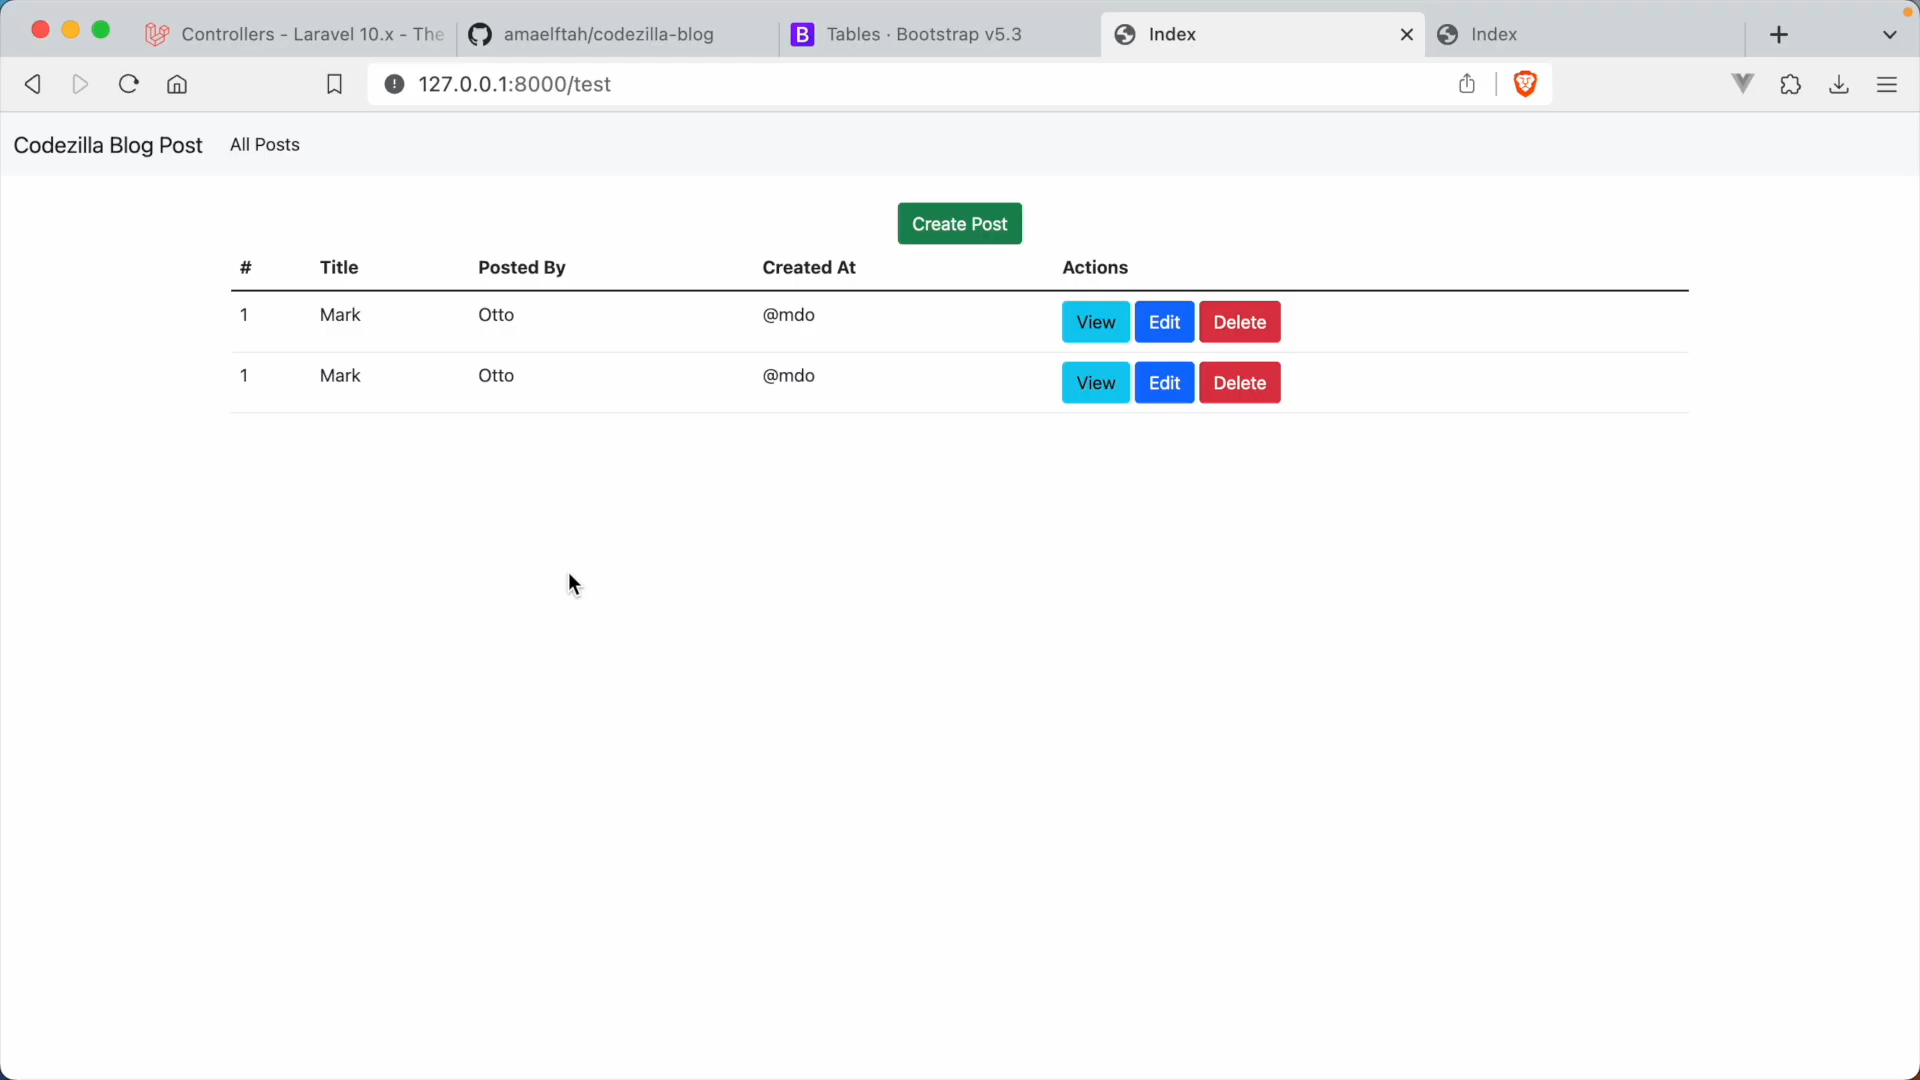 Controllers - Laravel 10.x - The
amaelftah/codezilla-blog
B Tables · Bootstrap v5.3
Index
Index
127.0.0.1:8000/test
Codezilla Blog Post All Posts
Create Post
# Title Posted By Created At Actions
1 Mark Otto @mdo View Edit Delete
1 Mark Otto @mdo View Edit Delete